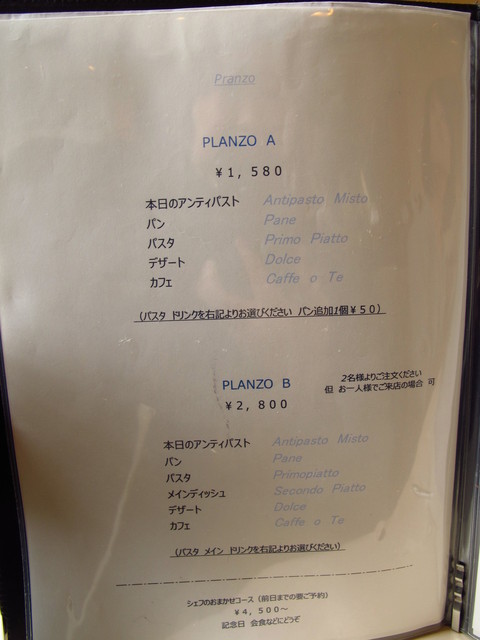 Pranzo
PLANZO A
¥1,580
本日のアンティパスト Antipasto Misto
パン Pane
パスタ Primo Piatto
デザート Dolce
カフェ Caffe o Te
(パスタ ドリンクを右記よりお選びください パン追加1個¥50)
PLANZO B
2名様よりご注文ください
但 お一人様でご来店の場合 可
¥2,800
本日のアンティパスト Antipasto Misto
パン Pane
パスタ Primopiatto
メインディッシュ Secondo Piatto
デザート Dolce
カフェ Caffe o Te
(パスタ メイン ドリンクを右記よりお選びください)
シェフのおまかせコース (前日までの要ご予約)
¥4,500～
記念日 会食などにどうぞ